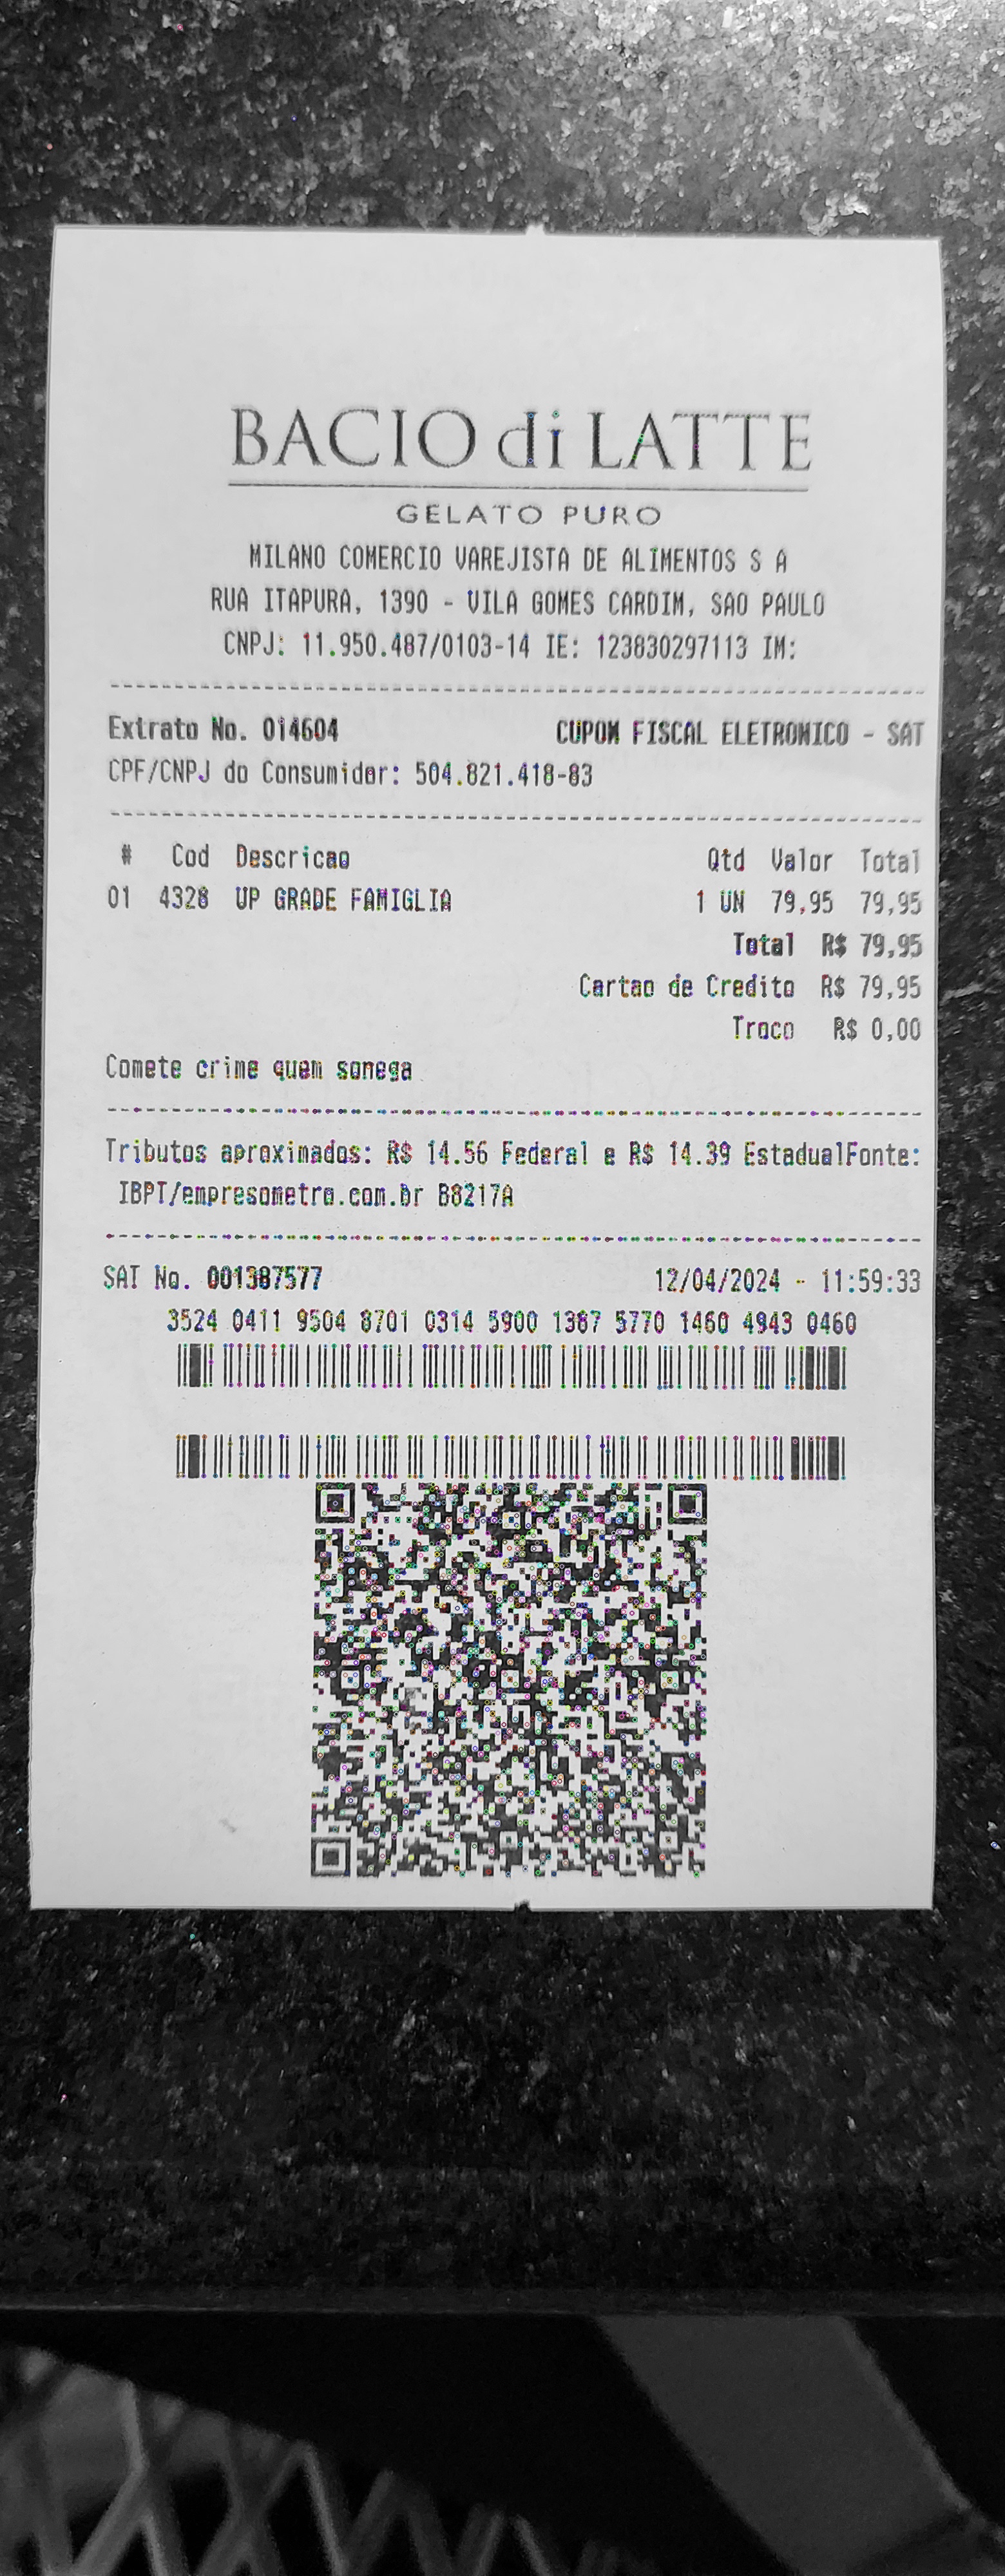 BACIO di LATTE
GELATO PURO
MILANO COMERCIO VAREJISTA DE ALIMENTOS S A
RUA ITAPURA, 1390 - VILA GOMES CARDIM, SAO PAULO
CNPJ: 11.950.487/0103-14 IE: 123830297113 IM:
Extrato No. 014604 CUPOM FISCAL ELETRONICO - SAT
CPF/CNPJ do Consumidor: 504.821.418-83
# Cod Descricao Qtd Valor Total
01 4328 UP GRADE FAMIGLIA 1 UN 79,95 79,95
Total R$ 79,95
Cartao de Credito R$ 79,95
Troco R$ 0,00
Comete crime quem sonega
Tributos aproximados: R$ 14.56 Federal e R$ 14.39 EstadualFonte:
IBPT/empresometro.com.br B8217A
SAT No. 001387577 12/04/2024 - 11:59:33
3524 0411 9504 8701 0314 5900 1387 5770 1460 4943 0460